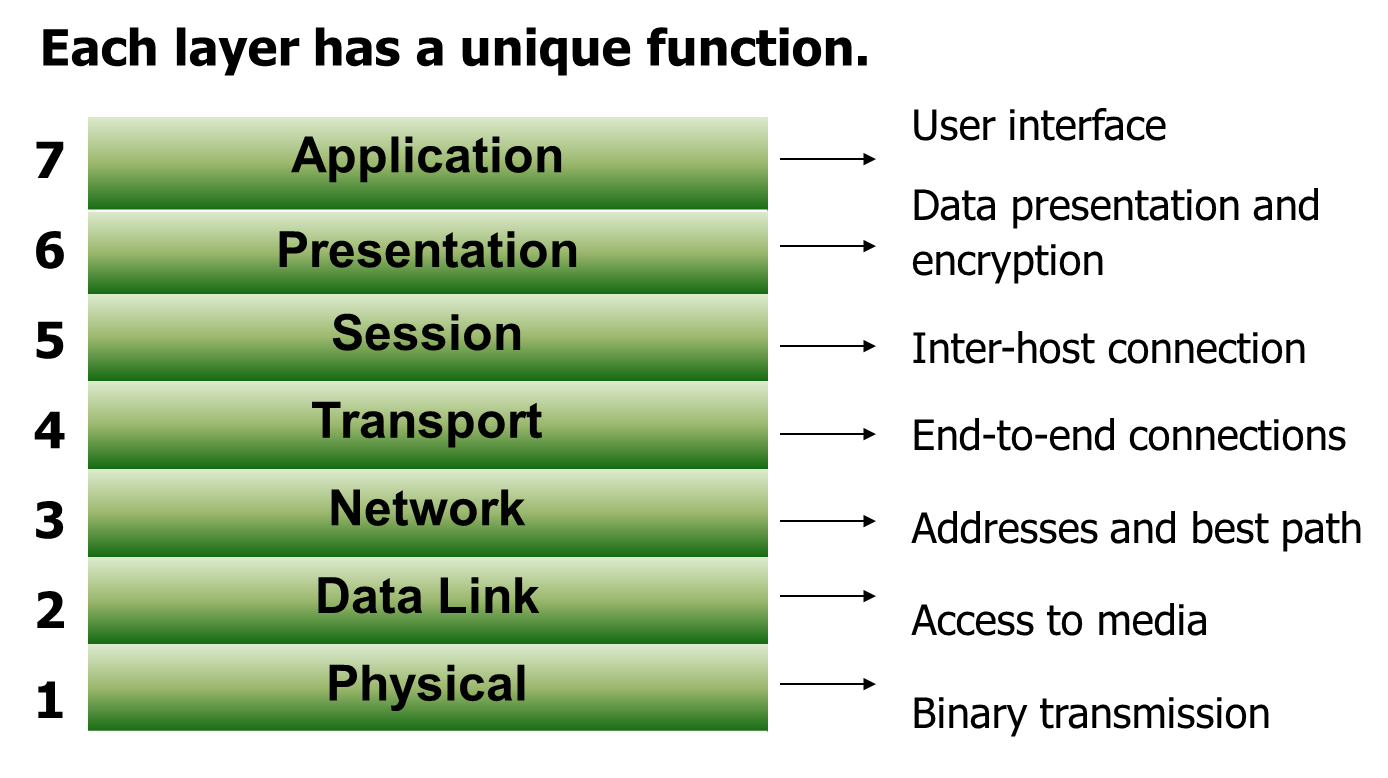 Each layer has a unique function.
7 Application User interface
6 Presentation Data presentation and
encryption
5 Session Inter-host connection
4 Transport End-to-end connections
3 Network Addresses and best path
2 Data Link Access to media
1 Physical Binary transmission